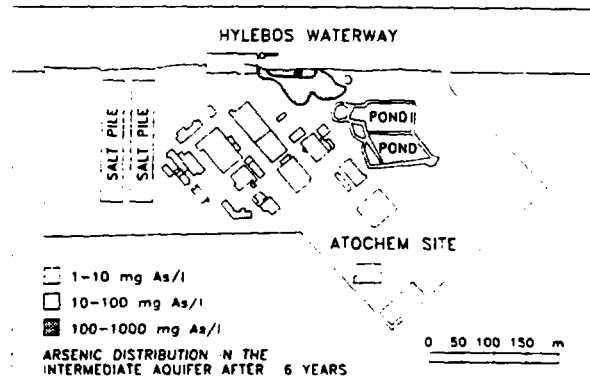 HYLEBOS WATERWAY
SALT PILE
SALT PILE
POND II
POND
ATOCHEM SITE
1-10 mg As/l
10-100 mg As/l
100-1000 mg As/l
0 50 100 150 m
ARSENIC DISTRIBUTION IN THE
INTERMEDIATE AQUIFER AFTER 6 YEARS